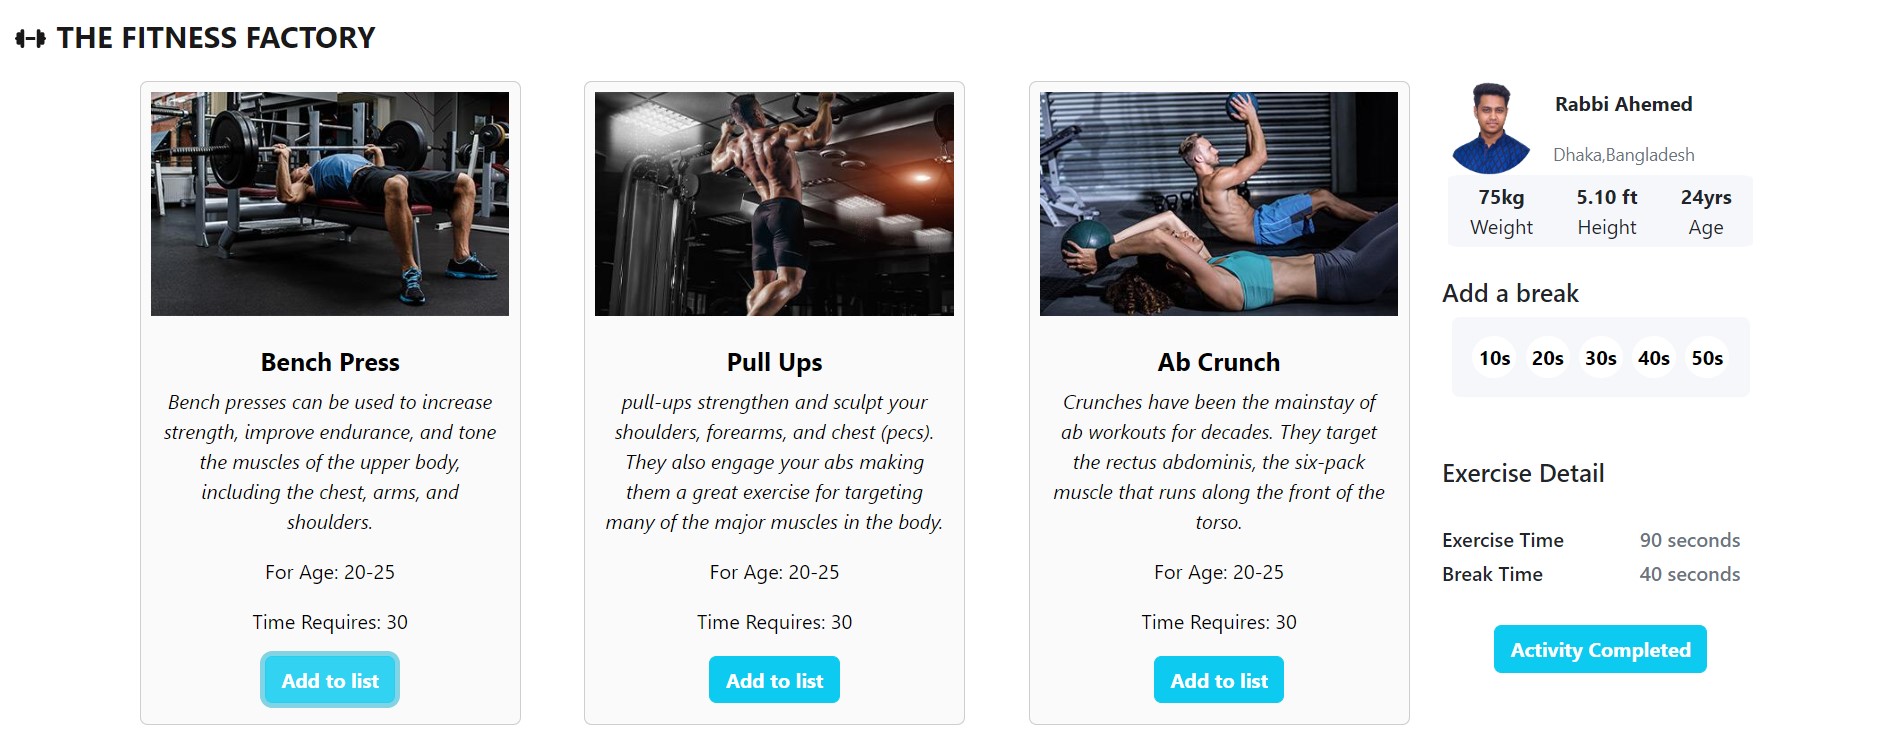 THE FITNESS FACTORY
Bench Press
Bench presses can be used to increase
strength, improve endurance, and tone
the muscles of the upper body,
including the chest, arms, and
shoulders.
For Age: 20-25
Time Requires: 30
Add to list
Pull Ups
pull-ups strengthen and sculpt your
shoulders, forearms, and chest (pecs).
They also engage your abs making
them a great exercise for targeting
many of the major muscles in the body.
For Age: 20-25
Time Requires: 30
Add to list
Ab Crunch
Crunches have been the mainstay of
ab workouts for decades. They target
the rectus abdominis, the six-pack
muscle that runs along the front of the
torso.
For Age: 20-25
Time Requires: 30
Add to list
Rabbi Ahemed
Dhaka,Bangladesh
75kg 5.10 ft 24yrs
Weight Height Age
Add a break
10s 20s 30s 40s 50s
Exercise Detail
Exercise Time 90 seconds
Break Time 40 seconds
Activity Completed